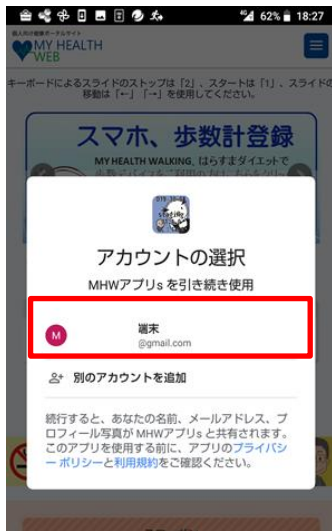 62% 18:27
個人向け健康ポータルサイト
MY HEALTH
WEB
キーボードによるスライドのストップは「2」、スタートは「1」、スライドの
移動は「←」「→」を使用してください。
スマホ、歩数計登録
MY HEALTH WALKING、はらすまダイエットで
staging
アカウントの選択
MHWアプリs を引き続き使用
M
端末
@gmail.com
別のアカウントを追加
続行すると、あなたの名前、メールアドレス、プ
ロフィール写真が MHWアプリs と共有されます。
このアプリを使用する前に、アプリのプライバシ
ー ポリシーと利用規約をご確認ください。